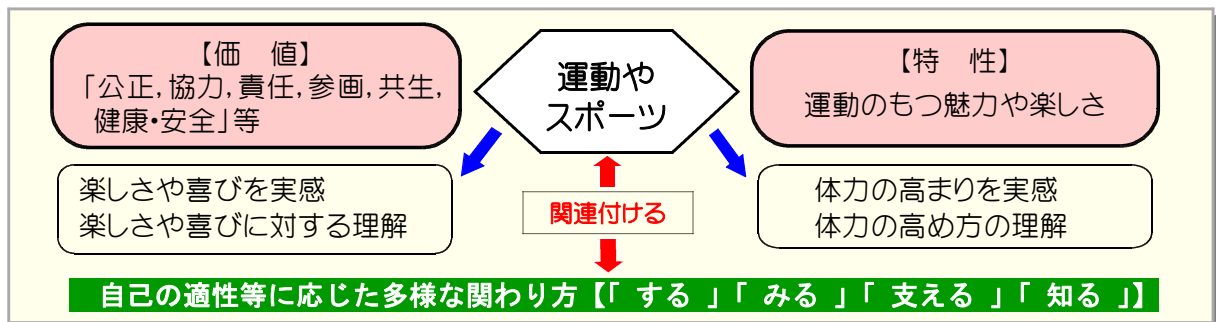 【価　値】
「公正,協力,責任,参画,共生,
健康・安全」等
運動や
スポーツ
【特　性】
運動のもつ魅力や楽しさ
楽しさや喜びを実感
楽しさや喜びに対する理解
関連付ける
体力の高まりを実感
体力の高め方の理解
自己の適性等に応じた多様な関わり方【「 する 」「 みる 」「 支える 」「 知る 」】